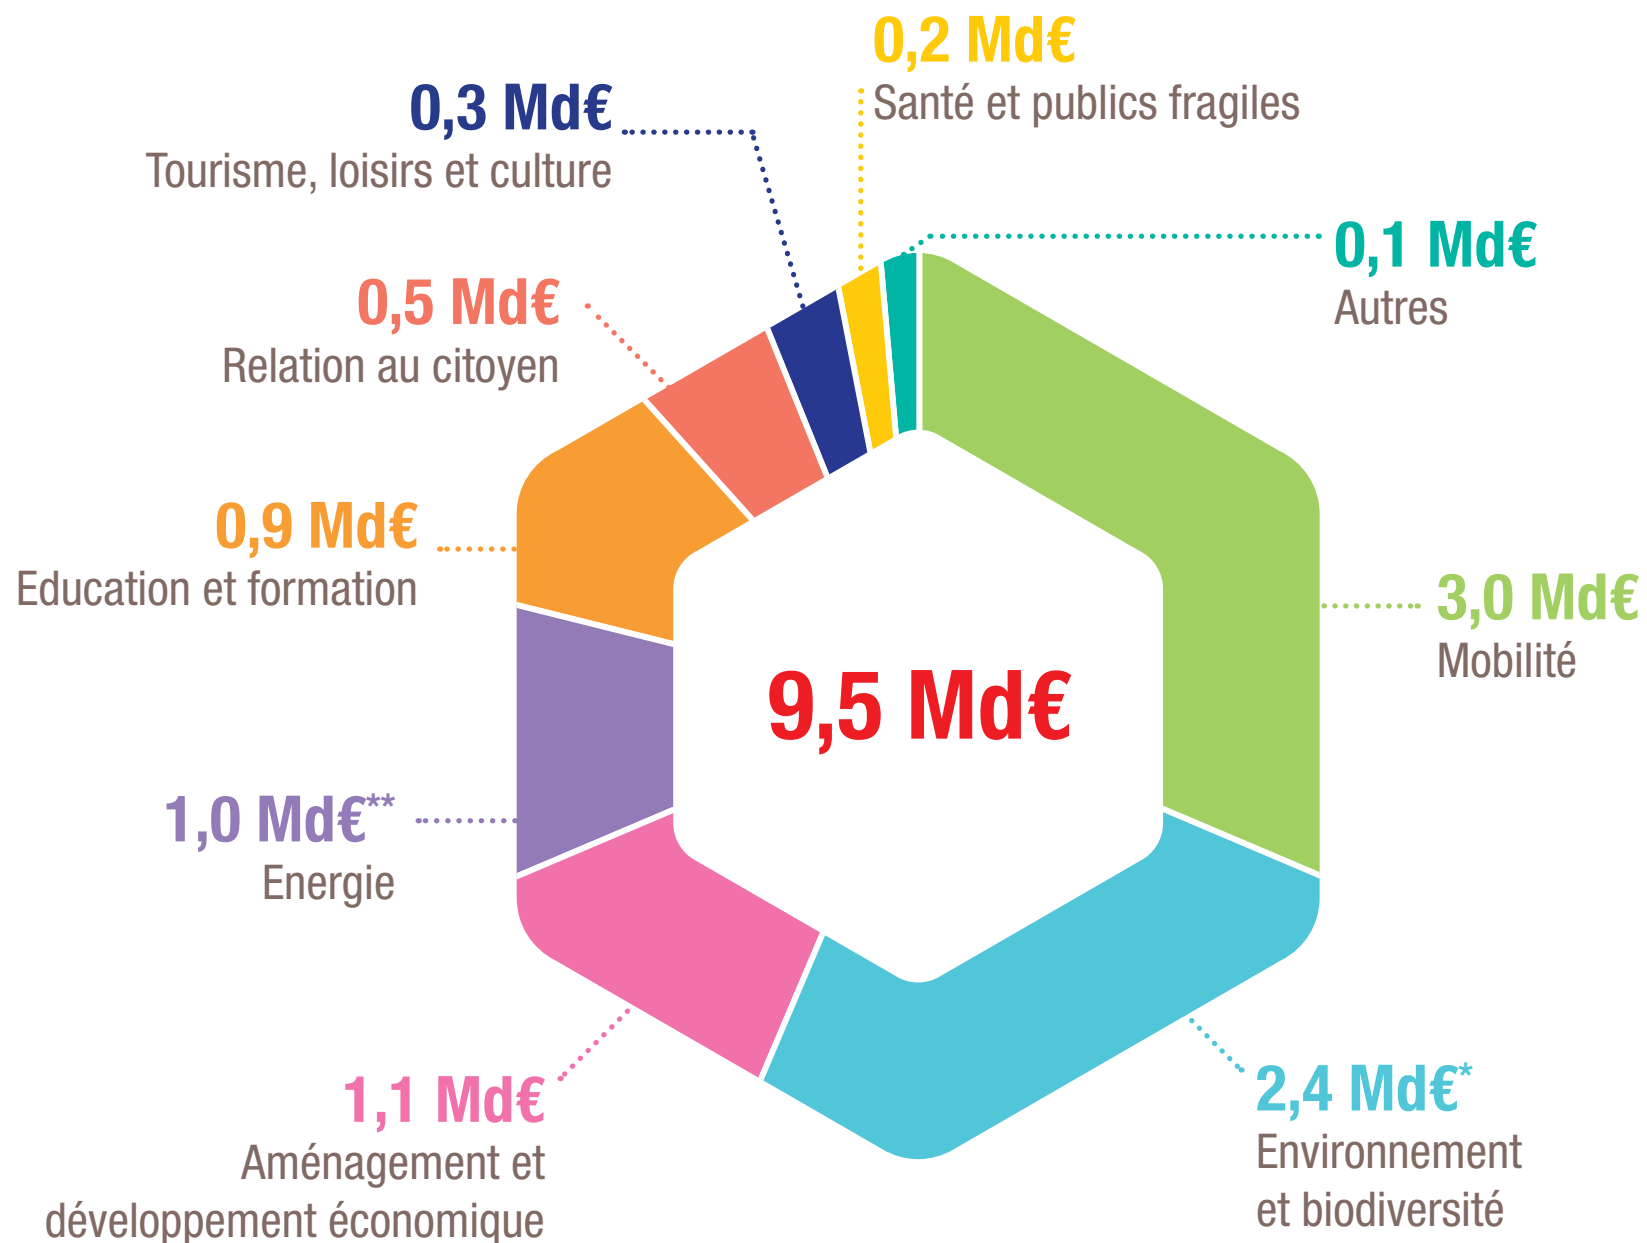 0,2 Md€
Santé et publics fragiles
0,3 Md€
Tourisme, loisirs et culture
0,1 Md€
Autres
0,5 Md€
Relation au citoyen
0,9 Md€
Education et formation
3,0 Md€
Mobilité
9,5 Md€
1,0 Md€**
Energie
2,4 Md€*
Environnement
et biodiversité
1,1 Md€
Aménagement et
développement économique